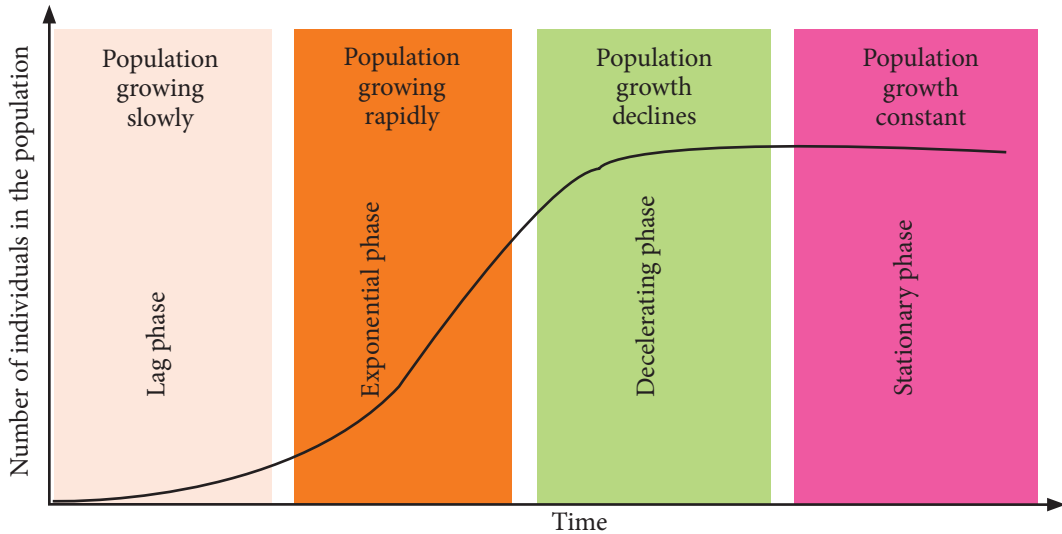 Number of individuals in the population
Population
growing
slowly
Lag phase
Population
growing
rapidly
Exponential phase
Population
growth
declines
Decelerating phase
Population
growth
constant
Stationary phase
Time